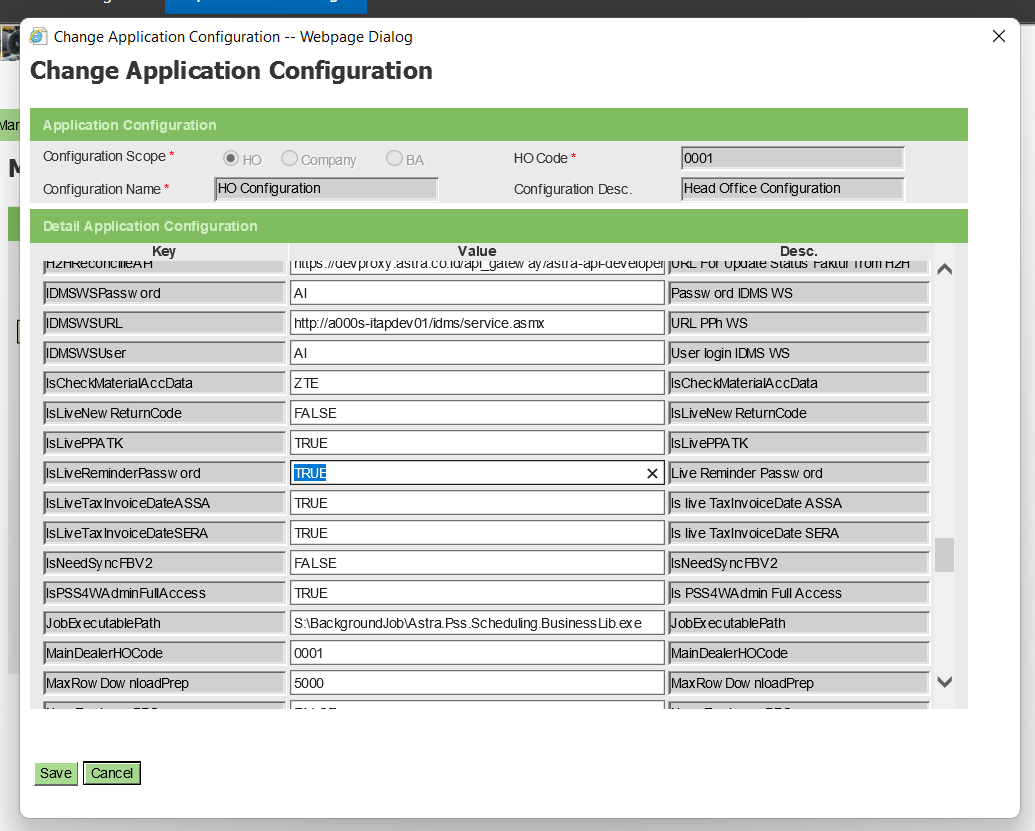 Change Application Configuration -- Webpage Dialog
Change Application Configuration
Application Configuration
Configuration Scope * HO Company BA HO Code * 0001
Configuration Name * HO Configuration Configuration Desc. Head Office Configuration
Detail Application Configuration
Key Value Desc.
H2HReconcileAPI https://devproxy.astra.co.id/api_gateway/astra-api-developer URL For Update Status Faktur from H2H
IDMSWSPassword AI Password IDMS WS
IDMSWSURL http://a000s-itapdev01/idms/service.asmx URL PPh WS
IDMSWSUser AI User login IDMS WS
IsCheckMaterialAccData ZTE IsCheckMaterialAccData
IsLiveNewReturnCode FALSE IsLiveNewReturnCode
IsLivePPATK TRUE IsLivePPATK
IsLiveReminderPassword TRUE Live Reminder Password
IsLiveTaxInvoiceDateASSA TRUE Is live TaxInvoiceDate ASSA
IsLiveTaxInvoiceDateSERA TRUE Is live TaxInvoiceDate SERA
IsNeedSyncFBV2 FALSE IsNeedSyncFBV2
IsPSS4WAdminFullAccess TRUE Is PSS4WAdmin Full Access
JobExecutablePath S:\BackgroundJob\Astra.Pss.Scheduling.BusinessLib.exe JobExecutablePath
MainDealerHOCode 0001 MainDealerHOCode
MaxRowDownloadPrep 5000 MaxRowDownloadPrep
Save Cancel